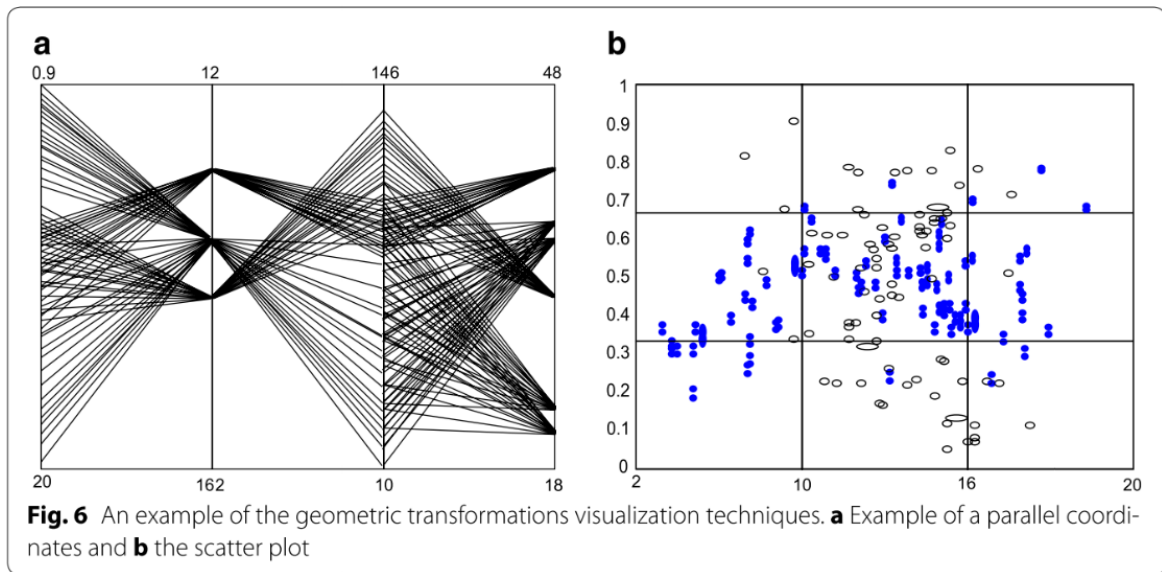 a
0.9 12 146 48
20 162 10 18
b
1
0.9
0.8
0.7
0.6
0.5
0.4
0.3
0.2
0.1
0
2 10 16 20
Fig. 6 An example of the geometric transformations visualization techniques. a Example of a parallel coordi-
nates and b the scatter plot